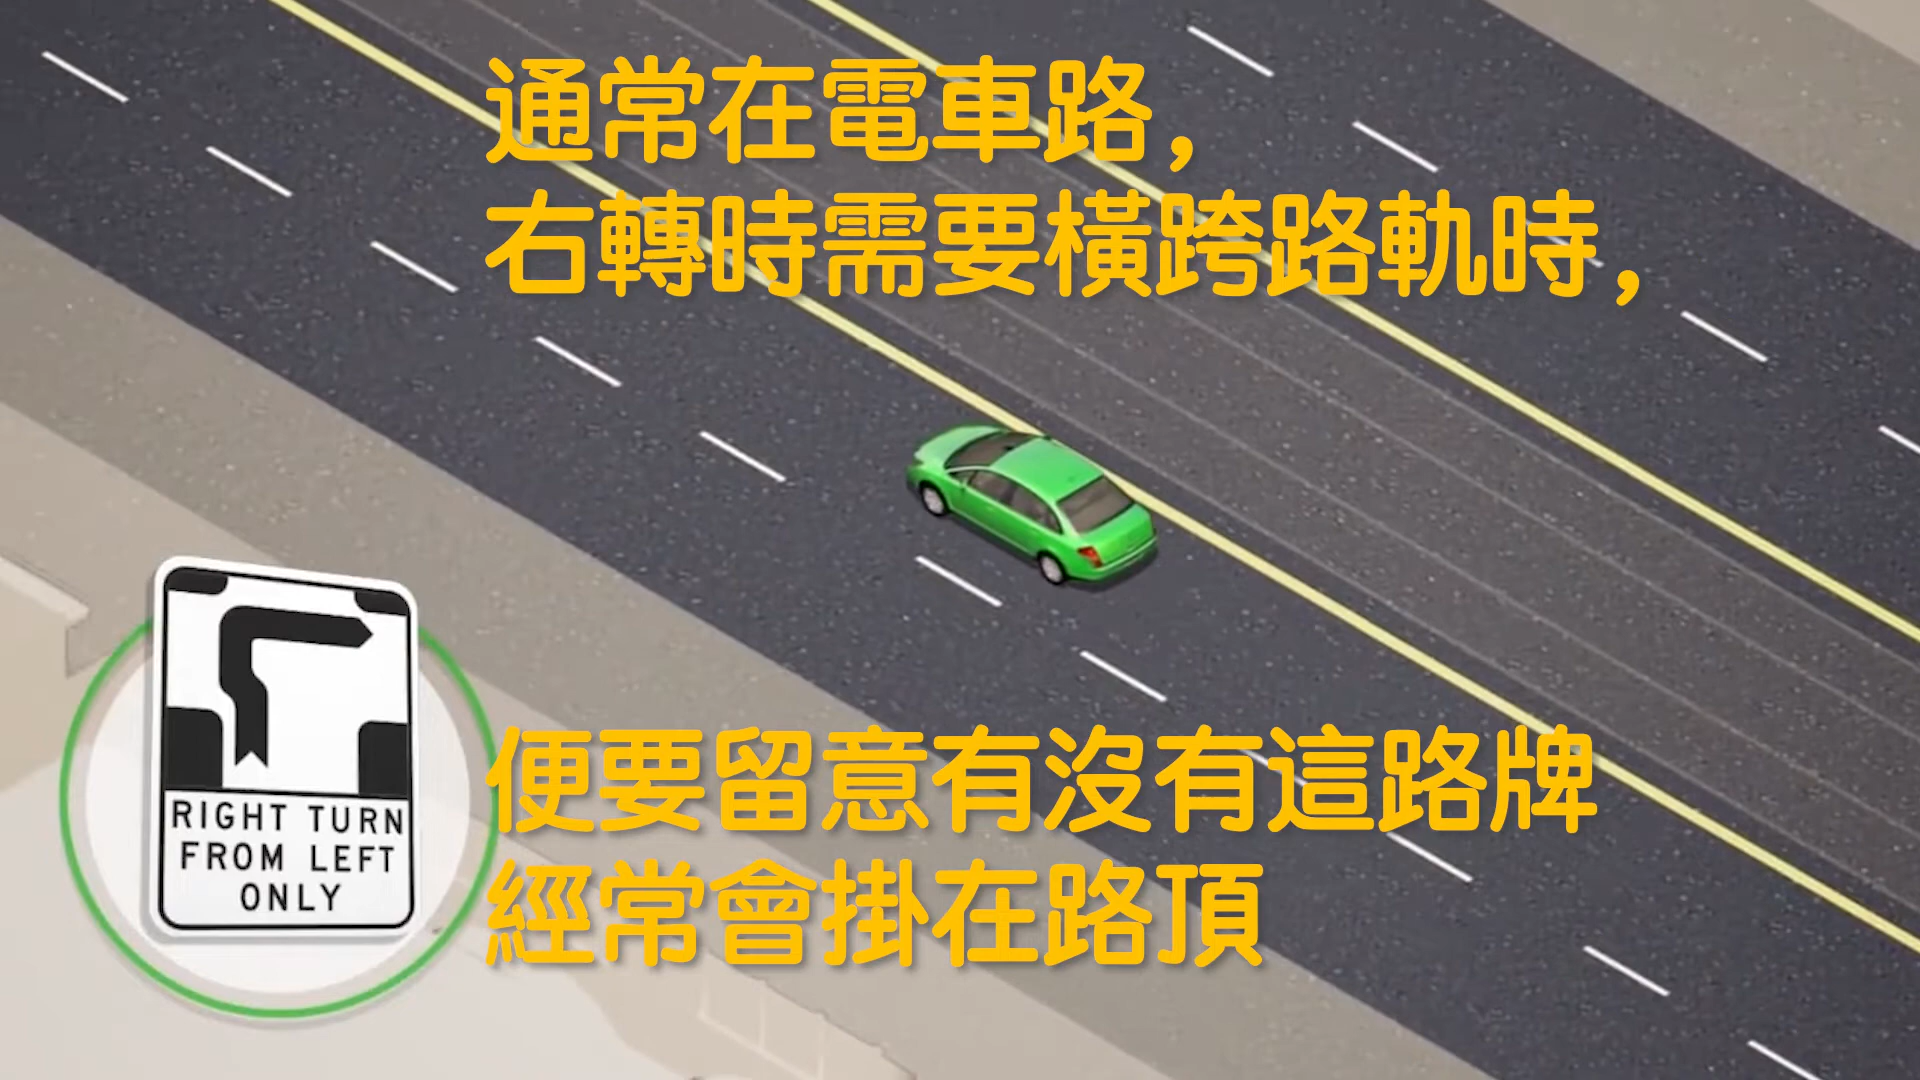 通常在電車路，
右轉時需要橫跨路軌時，
RIGHT TURN
FROM LEFT
ONLY
便要留意有沒有這路牌
經常會掛在路頂